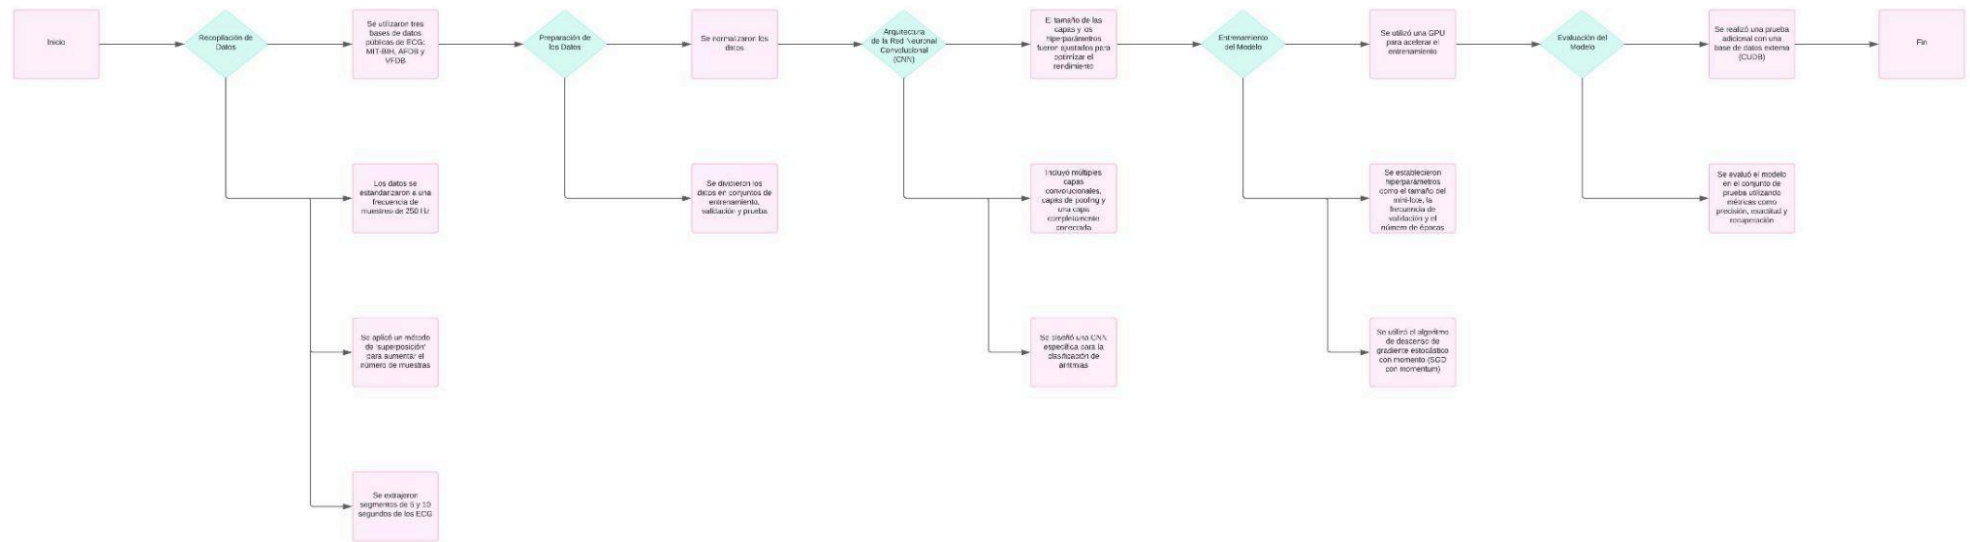 Inicio
Recopilación de
Datos
Se utilizaron tres
bases de datos
públicas de ECG:
MIT-BIH, AFDB y
VFDB
Preparación de
los Datos
Se normalizaron los
datos
Arquitectura
de la Red Neuronal
Convolucional
(CNN)
El tamaño de las
capas y los
hiperparámetros
fueron ajustados para
optimizar el
rendimiento
Entrenamiento
del Modelo
Se utilizó una GPU
para acelerar el
entrenamiento
Evaluación del
Modelo
Se realizó una prueba
adicional con una
base de datos externa
(CUDB)
Fin
Los datos se
estandarizaron a una
frecuencia de
muestreo de 250 Hz
Se dividieron los
datos en conjuntos de
entrenamiento,
validación y prueba
Incluyó múltiples
capas
convolucionales,
capas de pooling y
una capa
completamente
conectada
Se establecieron
hiperparámetros
como el tamaño del
mini-lote, la
frecuencia de
validación y el
número de épocas
Se evaluó el modelo
en el conjunto de
prueba utilizando
métricas como
precisión, exactitud y
recuperación
Se aplicó un método
de 'superposición'
para aumentar el
número de muestras
Se diseñó una CNN
específica para la
clasificación de
arritmias
Se utilizó el algoritmo
de descenso de
gradiente estocástico
con momento (SGD
con momentum)
Se extrajeron
segmentos de 5 y 10
segundos de los ECG